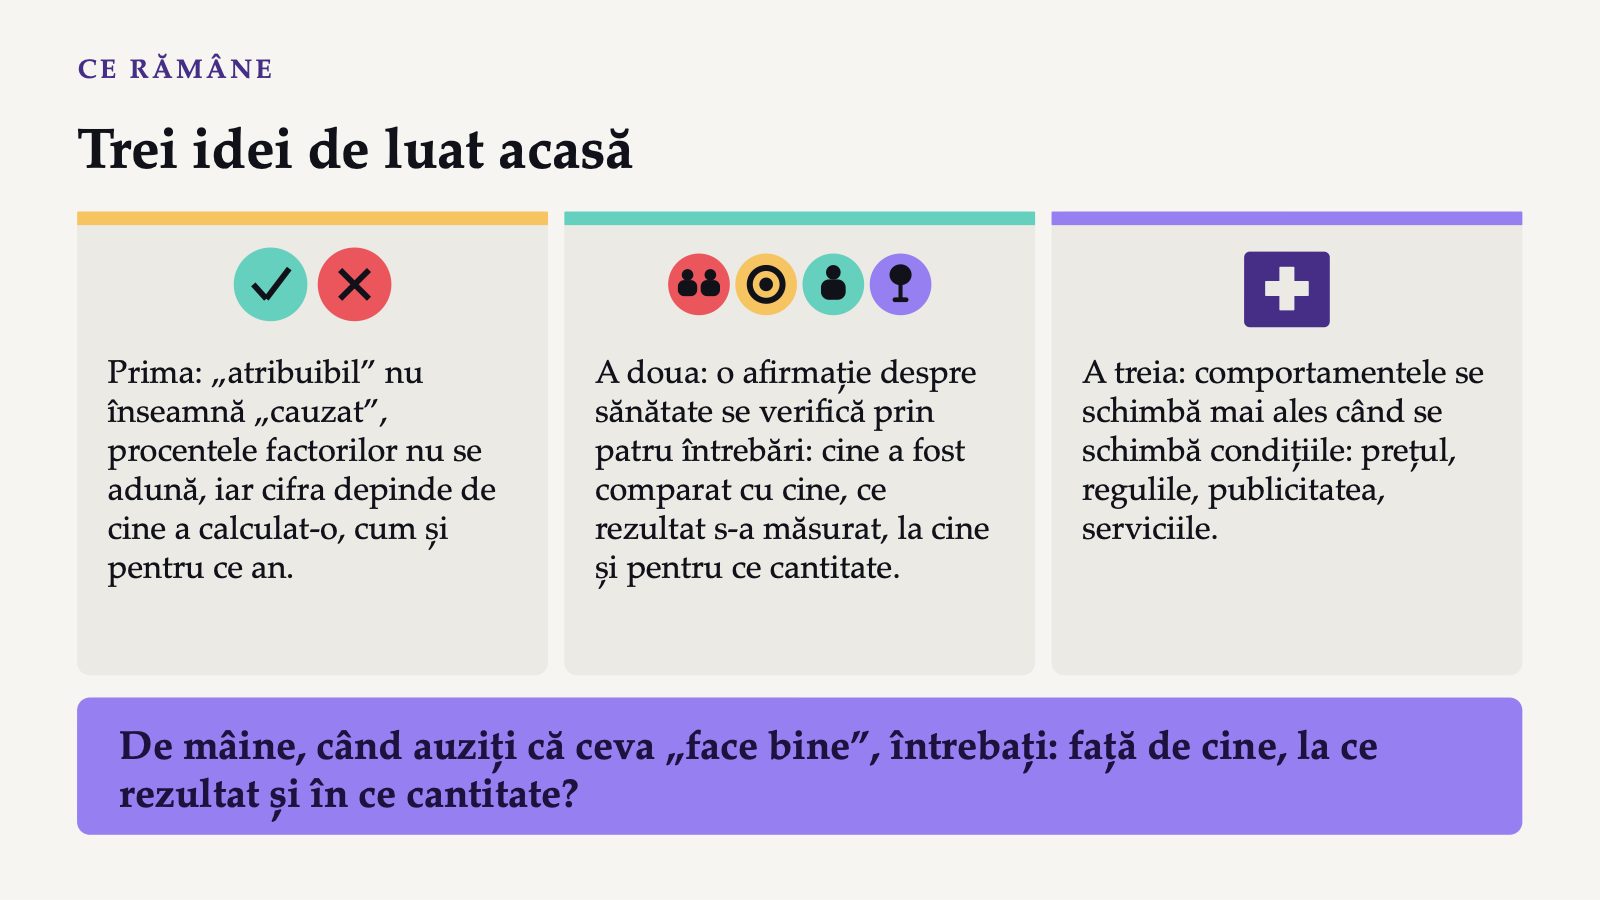 CE RĂMÂNE
Trei idei de luat acasă
Prima: „atribuibil” nu
înseamnă „cauzat”,
procentele factorilor nu se
adună, iar cifra depinde de
cine a calculat-o, cum și
pentru ce an.
A doua: o afirmație despre
sănătate se verifică prin
patru întrebări: cine a fost
comparat cu cine, ce
rezultat s-a măsurat, la cine
și pentru ce cantitate.
A treia: comportamentele se
schimbă mai ales când se
schimbă condițiile: prețul,
regulile, publicitatea,
serviciile.
De mâine, când auziți că ceva „face bine”, întrebați: față de cine, la ce
rezultat și în ce cantitate?